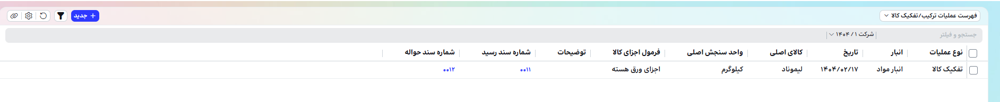 فهرست عملیات ترکیب/تفکیک کالا
+ جدید
جستجو و فیلتر
شرکت ۱ / ۱۴۰۴
نوع عملیات انبار تاریخ کالای اصلی واحد سنجش اصلی فرمول اجزای کالا توضیحات شماره سند رسید شماره سند حواله
تفکیک کالا انبار مواد ۱۴۰۴/۰۲/۱۷ لیموناد کیلوگرم اجزای ورق هسته ۰۰۱۱ ۰۰۱۲